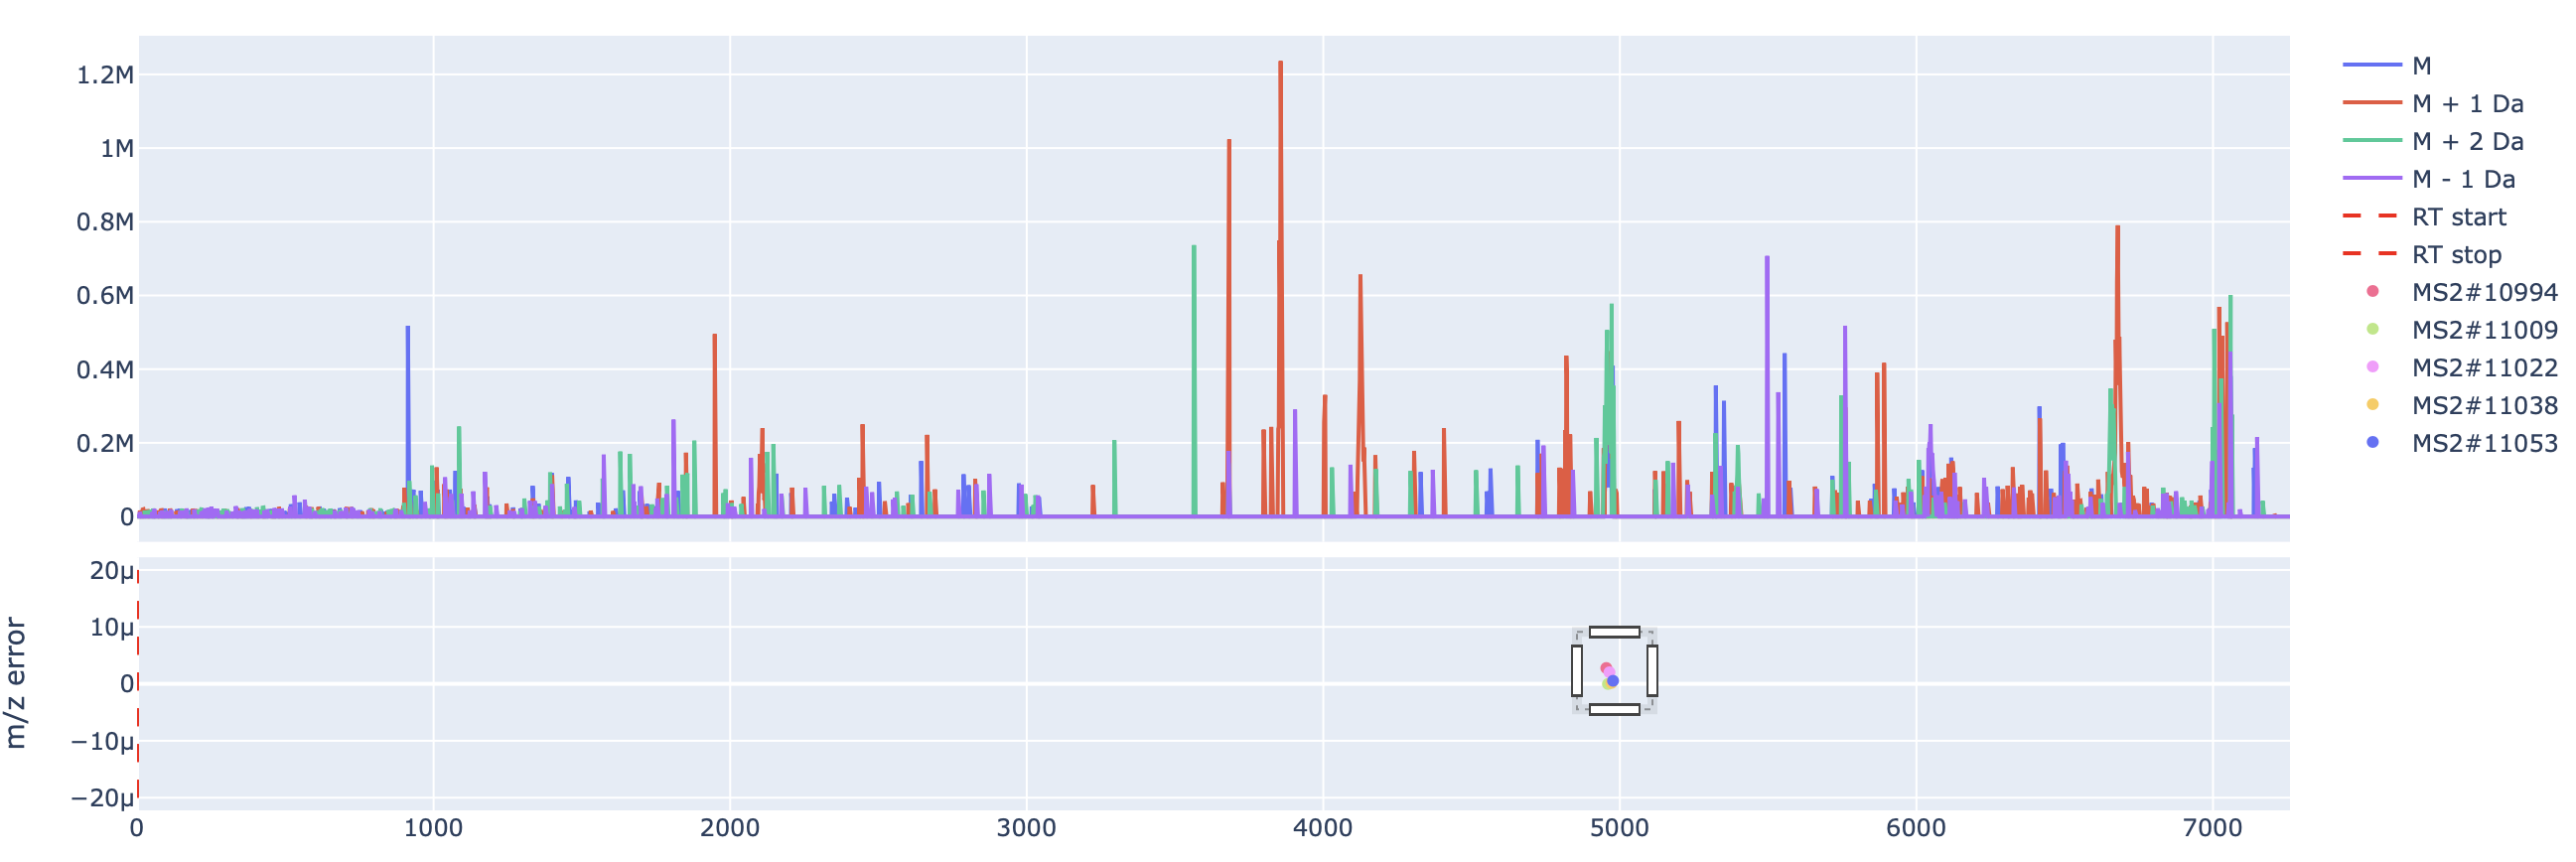 1.2M
1M
0.8M
0.6M
0.4M
0.2M
0
M
M + 1 Da
M + 2 Da
M - 1 Da
RT start
RT stop
MS2#10994
MS2#11009
MS2#11022
MS2#11038
MS2#11053
m/z error
20μ
10μ
0
−10μ
−20μ
0 1000 2000 3000 4000 5000 6000 7000